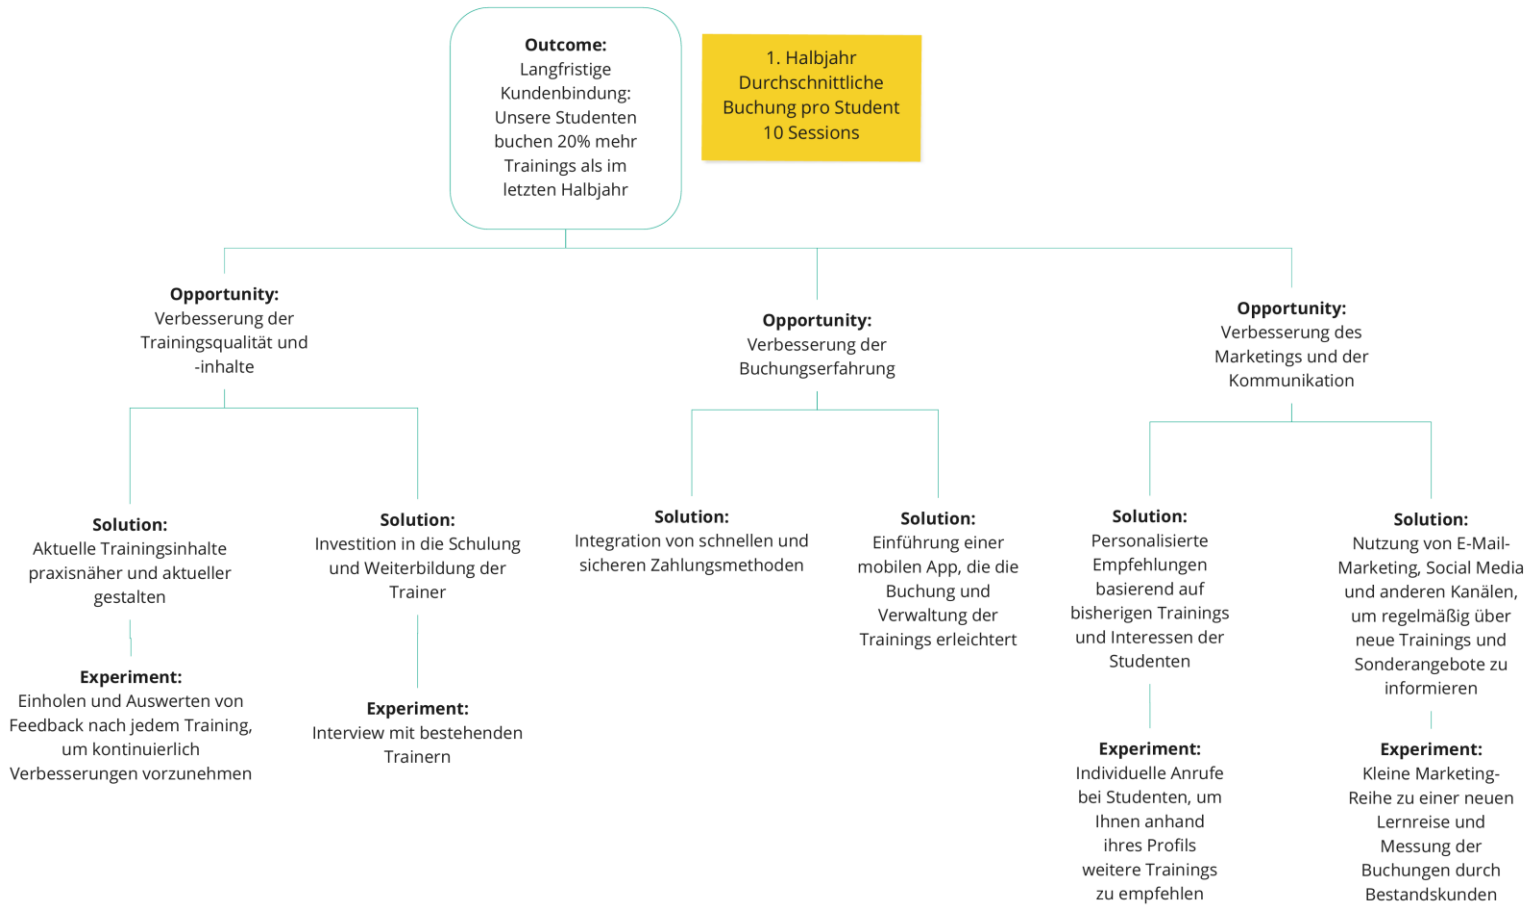 Outcome:
Langfristige
Kundenbindung:
Unsere Studenten
buchen 20% mehr
Trainings als im
letzten Halbjahr
1. Halbjahr
Durchschnittliche
Buchung pro Student
10 Sessions
Opportunity:
Verbesserung der
Trainingsqualität und
-inhalte
Opportunity:
Verbesserung der
Buchungserfahrung
Opportunity:
Verbesserung des
Marketings und der
Kommunikation
Solution:
Aktuelle Trainingsinhalte
praxisnäher und aktueller
gestalten
Solution:
Investition in die Schulung
und Weiterbildung der
Trainer
Solution:
Integration von schnellen und
sicheren Zahlungsmethoden
Solution:
Einführung einer
mobilen App, die die
Buchung und
Verwaltung der
Trainings erleichtert
Solution:
Personalisierte
Empfehlungen
basierend auf
bisherigen Trainings
und Interessen der
Studenten
Solution:
Nutzung von E-Mail-
Marketing, Social Media
und anderen Kanälen,
um regelmäßig über
neue Trainings und
Sonderangebote zu
informieren
Experiment:
Einholen und Auswerten von
Feedback nach jedem Training,
um kontinuierlich
Verbesserungen vorzunehmen
Experiment:
Interview mit bestehenden
Trainern
Experiment:
Individuelle Anrufe
bei Studenten, um
Ihnen anhand
ihres Profils
weitere Trainings
zu empfehlen
Experiment:
Kleine Marketing-
Reihe zu einer neuen
Lernreise und
Messung der
Buchungen durch
Bestandskunden